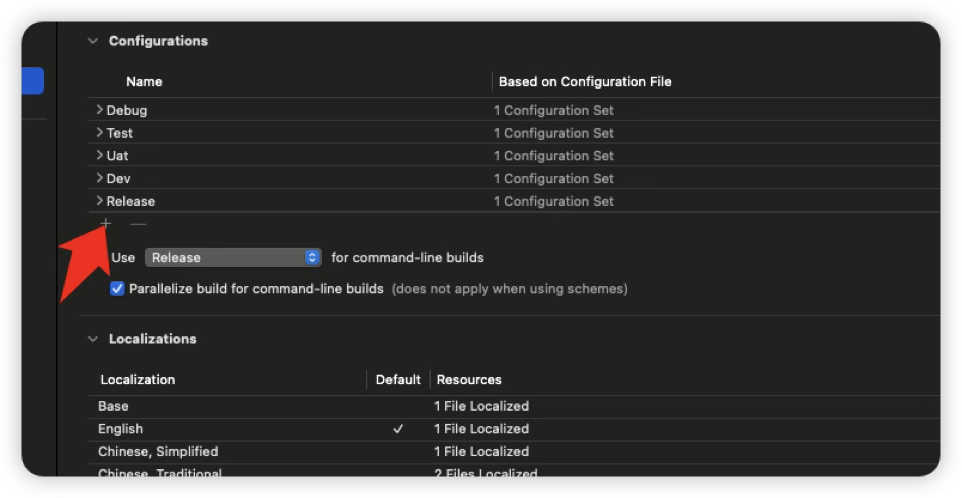 Configurations
Name Based on Configuration File
Debug 1 Configuration Set
Test 1 Configuration Set
Uat 1 Configuration Set
Dev 1 Configuration Set
Release 1 Configuration Set
Use Release for command-line builds
Parallelize build for command-line builds (does not apply when using schemes)
Localizations
Localization Default Resources
Base 1 File Localized
English 1 File Localized
Chinese, Simplified 1 File Localized
Chinese, Traditional 2 Files Localized